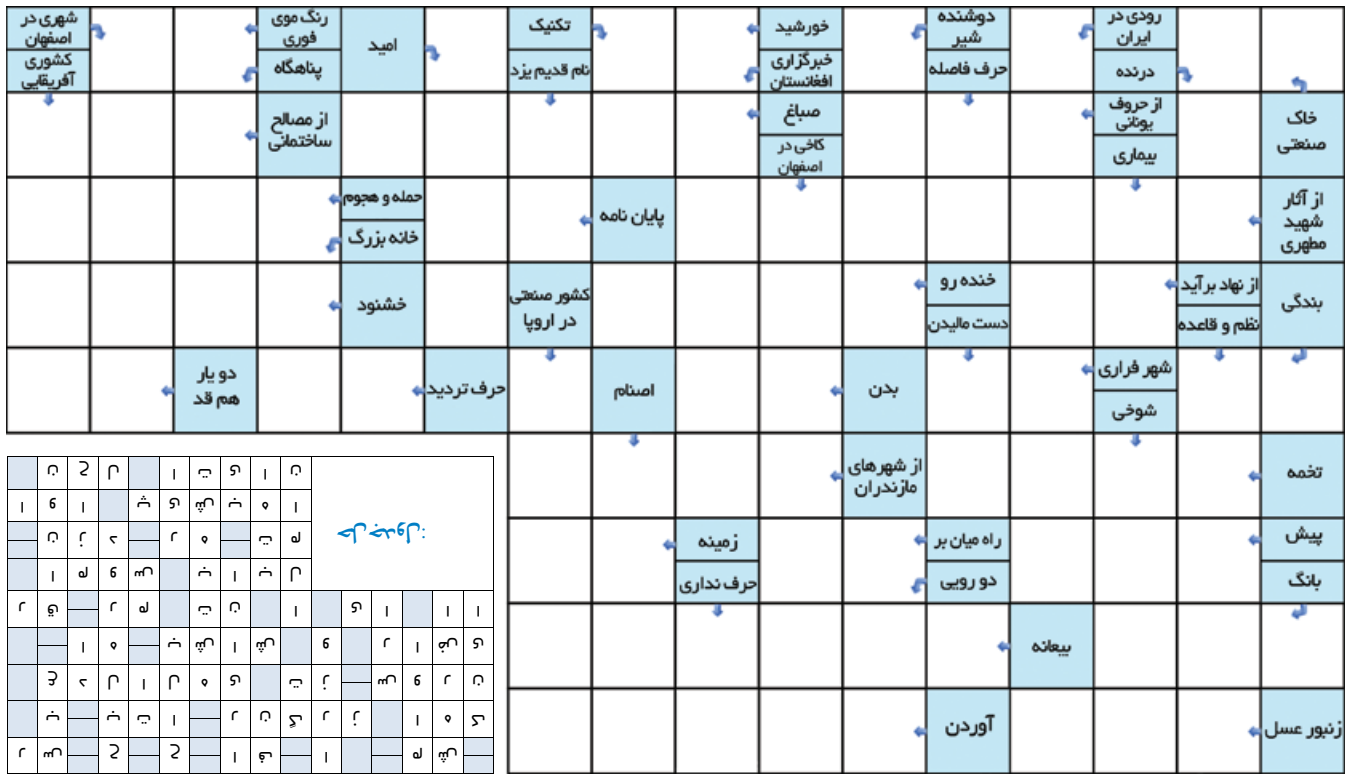 رودی در
ایران
درنده
دوشنده
شیر
حرف فاصله
خورشید
خبرگزاری
افغانستان
تکنیک
نام قدیم یزد
امید
رنگ موی
فوری
پناهگاه
شهری در
اصفهان
کشوری
آفریقایی
خاک
صنعتی
از حروف
یونانی
بیماری
صباغ
کاخی در
اصفهان
از مصالح
ساختمانی
از آثار
شهید
مطهری
پایان نامه
حمله و هجوم
خانه بزرگ
بندگی
از نهاد برآید
نظم و قاعده
خنده رو
دست مالیدن
کشور صنعتی
در اروپا
خشنود
شهر فراری
شوخی
بدن
اصنام
حرف تردید
دو یار
هم قد
تخمه
از شهرهای
مازندران
پیش
بانگ
راه میان بر
دو رویی
زمینه
حرف نداری
بیعانه
زنبور عسل
آوردن
حل جدول:
ر س ح ح ا ف ا م ش
ب ب ت ا ر ن گ ر ز ا ه ک
ع د ل ا ل ه ی ت ز س و ر ن
ا ه ب ش ا ش و ر ا ض ی
ر ق ر م ت ن ا ی ا ا ا
ا م و س ب ا ب ل
ن ز د ر ه ت م
ا و ا پ ی ش ب ه ا
ن ح ل ا ی ت ا ن